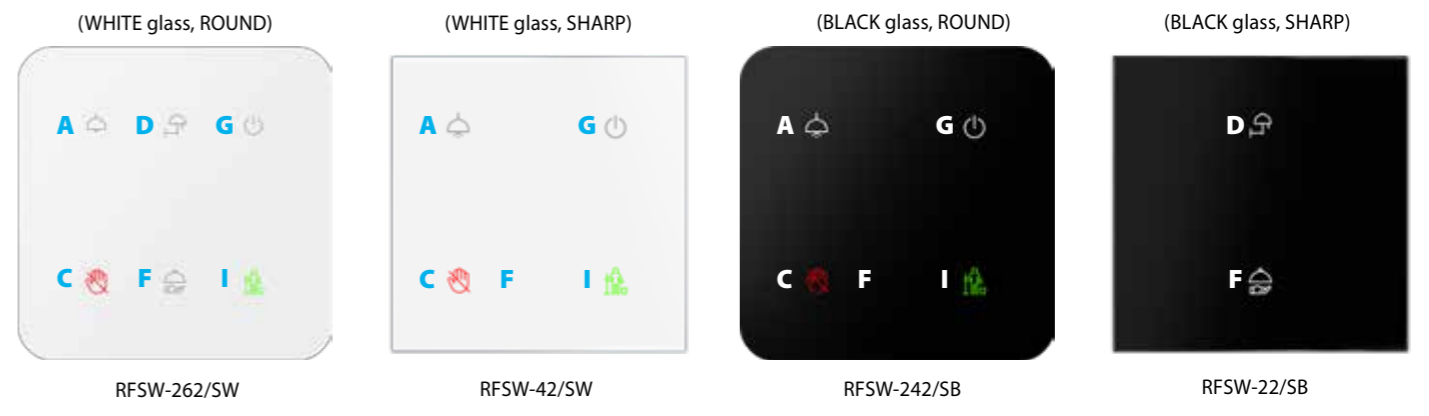 (WHITE glass, ROUND)
(WHITE glass, SHARP)
(BLACK glass, ROUND)
(BLACK glass, SHARP)
A D G
A G
A G
D
C F I
C F I
C F I
F
RFSW-262/SW
RFSW-42/SW
RFSW-242/SB
RFSW-22/SB